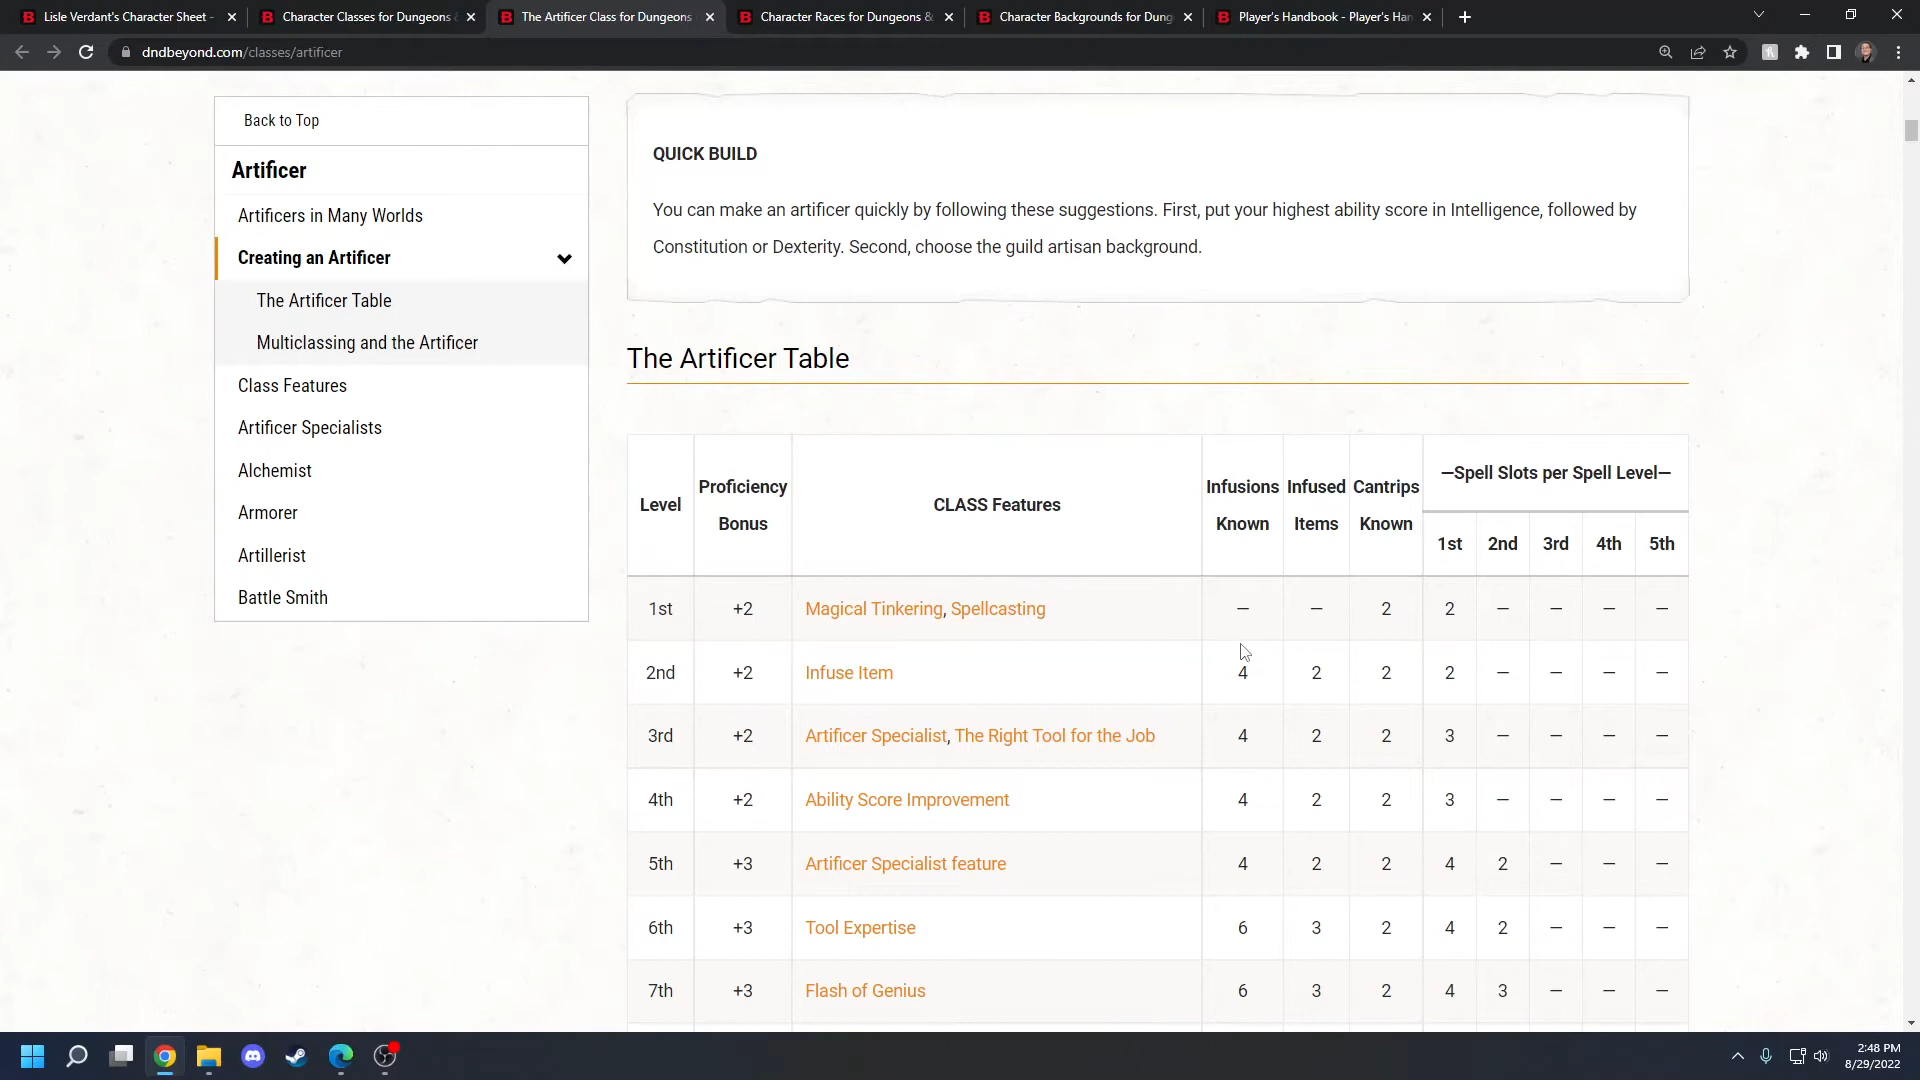 Lisle Verdant's Character Sheet -
Character Classes for Dungeons &
The Artificer Class for Dungeons
Character Races for Dungeons &
Character Backgrounds for Dung
Player's Handbook - Player's Han
dndbeyond.com/classes/artificer
Back to Top
Artificer
Artificers in Many Worlds
Creating an Artificer
The Artificer Table
Multiclassing and the Artificer
Class Features
Artificer Specialists
Alchemist
Armorer
Artillerist
Battle Smith
QUICK BUILD
You can make an artificer quickly by following these suggestions. First, put your highest ability score in Intelligence, followed by
Constitution or Dexterity. Second, choose the guild artisan background.
The Artificer Table
Level Proficiency Bonus CLASS Features Infusions Known Infused Items Cantrips Known —Spell Slots per Spell Level—
1st 2nd 3rd 4th 5th
1st +2 Magical Tinkering, Spellcasting — — 2 2 — — — —
2nd +2 Infuse Item 4 2 2 2 — — — —
3rd +2 Artificer Specialist, The Right Tool for the Job 4 2 2 3 — — — —
4th +2 Ability Score Improvement 4 2 2 3 — — — —
5th +3 Artificer Specialist feature 4 2 2 4 2 — — —
6th +3 Tool Expertise 6 3 2 4 2 — — —
7th +3 Flash of Genius 6 3 2 4 3 — — —
2:48 PM
8/29/2022